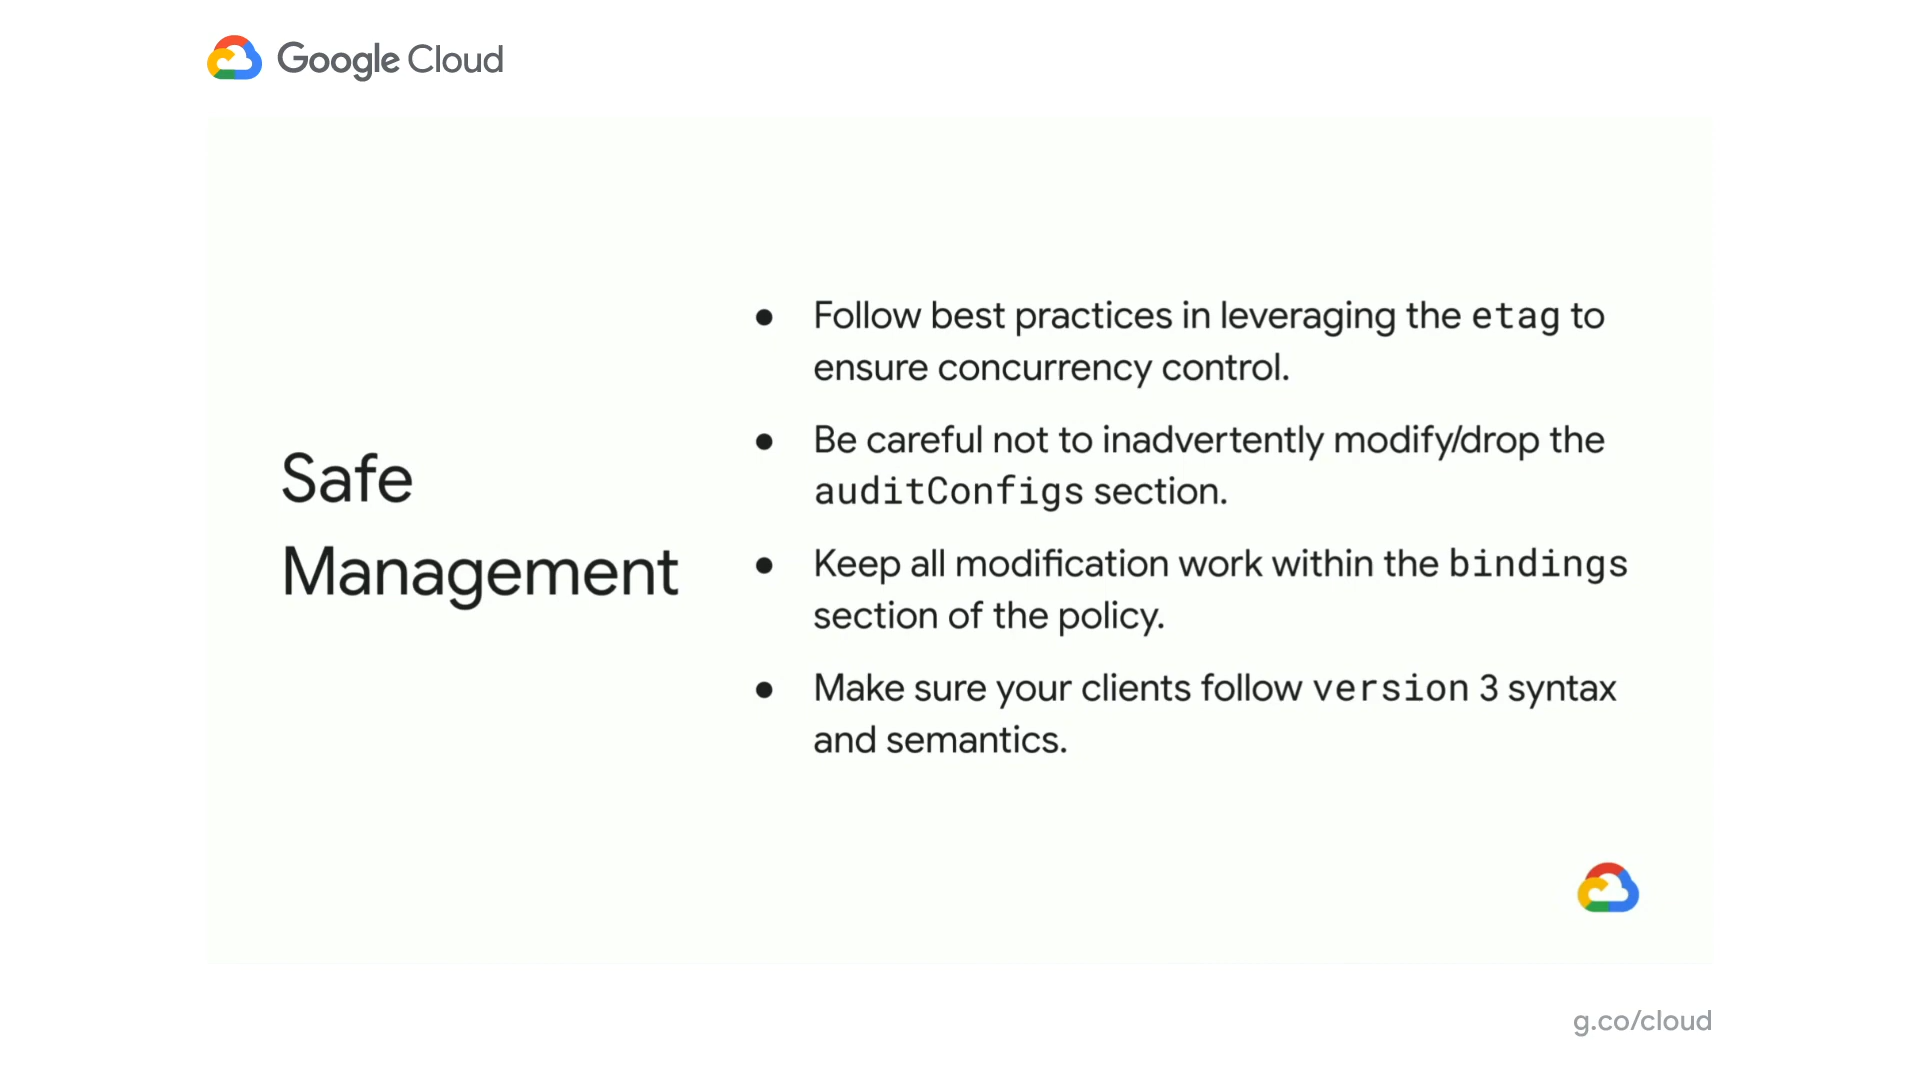 Google Cloud
Safe
Management
● Follow best practices in leveraging the etag to
ensure concurrency control.
● Be careful not to inadvertently modify/drop the
auditConfigs section.
● Keep all modification work within the bindings
section of the policy.
● Make sure your clients follow version 3 syntax
and semantics.
g.co/cloud